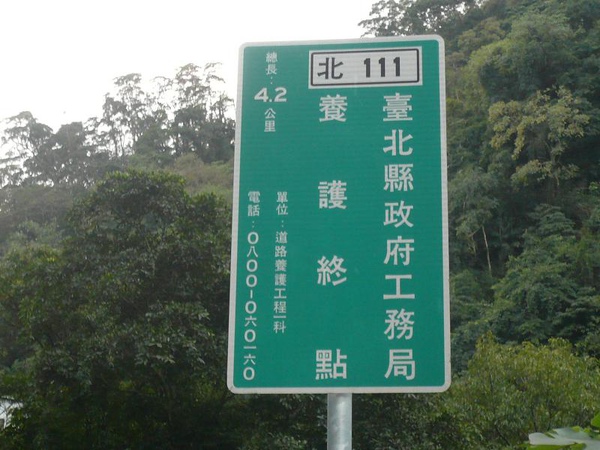 北 111
臺北縣政府工務局
養護終點
總長：4.2公里
單位：道路養護工程一科
電話：0八00-0六0一六0